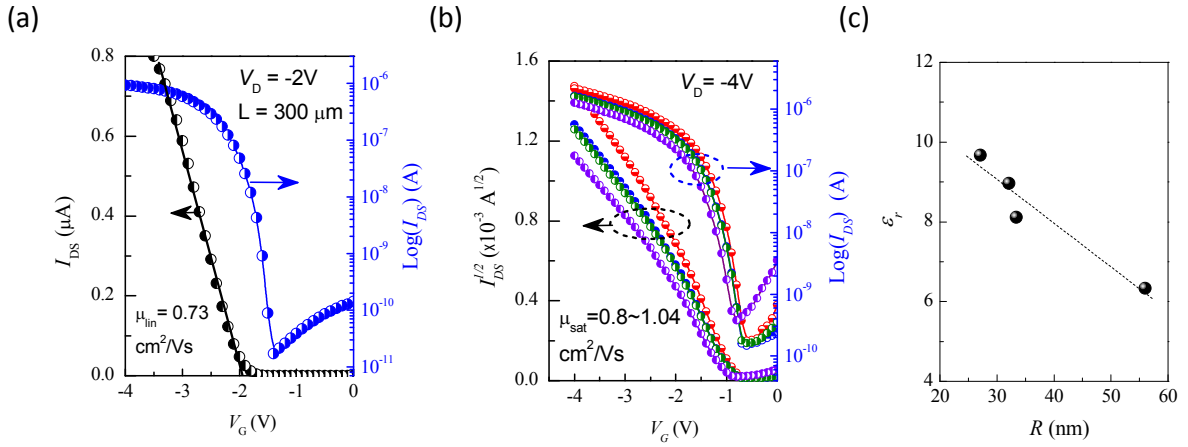 (a)
(b)
(c)
0.8
0.6
0.4
0.2
0.0
I_DS (μA)
V_D = -2V
L = 300 μm
μ_lin = 0.73
cm²/Vs
10⁻⁶
10⁻⁷
10⁻⁸
10⁻⁹
10⁻¹⁰
10⁻¹¹
Log(I_DS) (A)
-4 -3 -2 -1 0
V_G (V)
1.6
1.2
0.8
0.4
0.0
I_DS^1/2 (x10⁻³ A^1/2)
V_D = -4V
μ_sat=0.8~1.04
cm²/Vs
10⁻⁵
10⁻⁶
10⁻⁷
10⁻⁸
10⁻⁹
10⁻¹⁰
Log(I_DS) (A)
-4 -3 -2 -1 0
V_G (V)
12
10
8
6
4
ε_r
20 30 40 50 60
R (nm)